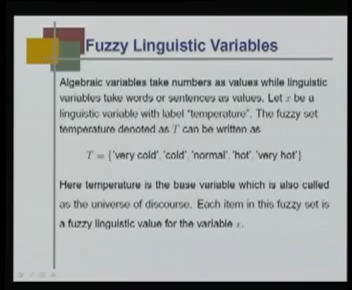 Fuzzy Linguistic Variables
Algebraic variables take numbers as values while linguistic
variables take words or sentences as values. Let x be a
linguistic variable with label "temperature". The fuzzy set
temperature denoted as T can be written as
T = {'very cold', 'cold', 'normal', 'hot', 'very hot'}
Here temperature is the base variable which is also called
as the universe of discourse. Each item in this fuzzy set is
a fuzzy linguistic value for the variable x.